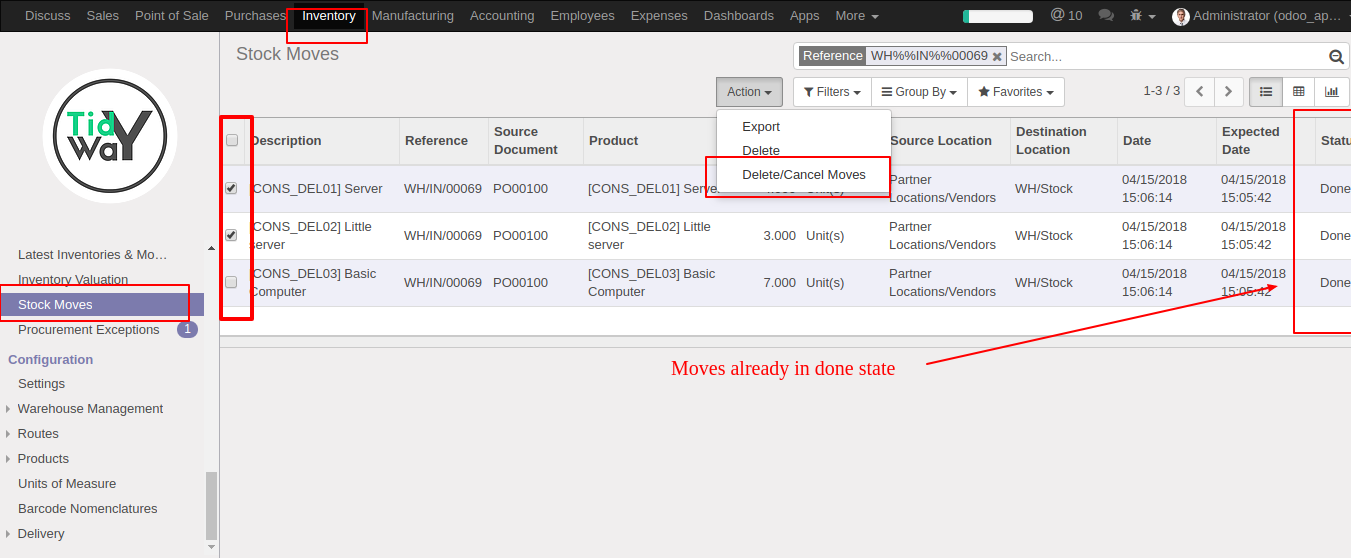 Discuss Sales Point of Sale Purchases Inventory Manufacturing Accounting Employees Expenses Dashboards Apps More @ 10 Administrator (odoo_ap…
Tidy
Way
Stock Moves
Reference WH%%IN%%00069 Search...
Action Filters Group By Favorites 1-3 / 3
Export
Delete
Delete/Cancel Moves
Description Reference Source Document Product Source Location Destination Location Date Expected Date Statu
[CONS_DEL01] Server WH/IN/00069 PO00100 [CONS_DEL01] Server Unit(s) Partner Locations/Vendors WH/Stock 04/15/2018 15:06:14 04/15/2018 15:05:42 Done
[CONS_DEL02] Little server WH/IN/00069 PO00100 [CONS_DEL02] Little server 3.000 Unit(s) Partner Locations/Vendors WH/Stock 04/15/2018 15:06:14 04/15/2018 15:05:42 Done
[CONS_DEL03] Basic Computer WH/IN/00069 PO00100 [CONS_DEL03] Basic Computer 7.000 Unit(s) Partner Locations/Vendors WH/Stock 04/15/2018 15:06:14 04/15/2018 15:05:42 Done
Moves already in done state
Latest Inventories & Mo…
Inventory Valuation
Stock Moves
Procurement Exceptions 1
Configuration
Settings
Warehouse Management
Routes
Products
Units of Measure
Barcode Nomenclatures
Delivery